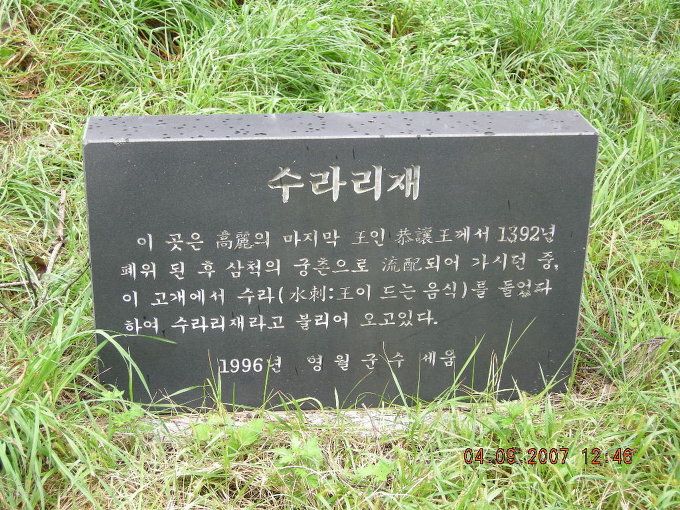 수라리재
이 곳은 高麗의 마지막 王인 恭讓王께서 1392년
폐위 된 후 삼척의 궁촌으로 流配되어 가시던 중,
이 고개에서 수라(水刺:王이 드는 음식)를 들었다
하여 수라리재라고 불리어 오고있다.
1996년 영월군수 세움
04.09.2007 12:46